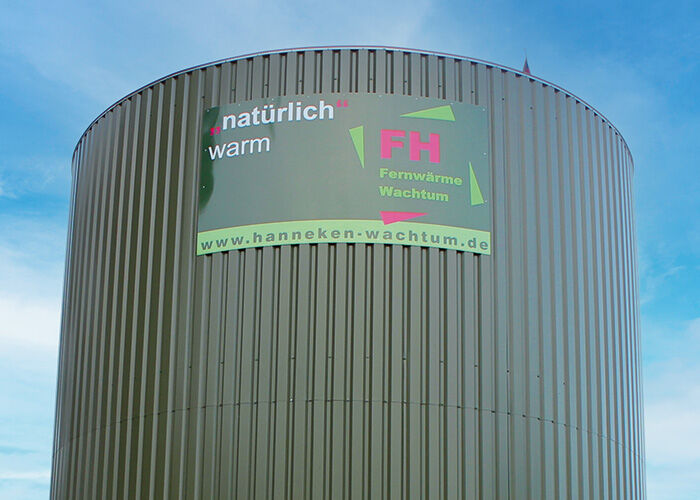 „natürlich“
warm
FH
Fernwärme
Wachtum
www.hanneken-wachtum.de